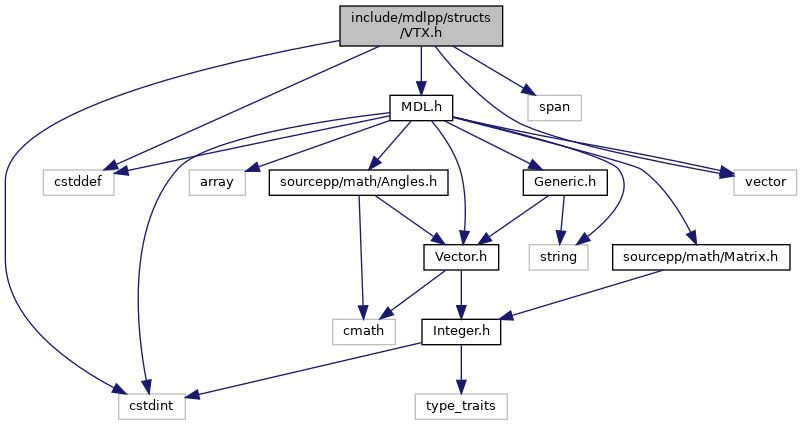 include/mdlpp/structs
/VTX.h
MDL.h
span
cstddef
array
sourcepp/math/Angles.h
Generic.h
vector
Vector.h
string
sourcepp/math/Matrix.h
cmath
Integer.h
cstdint
type_traits